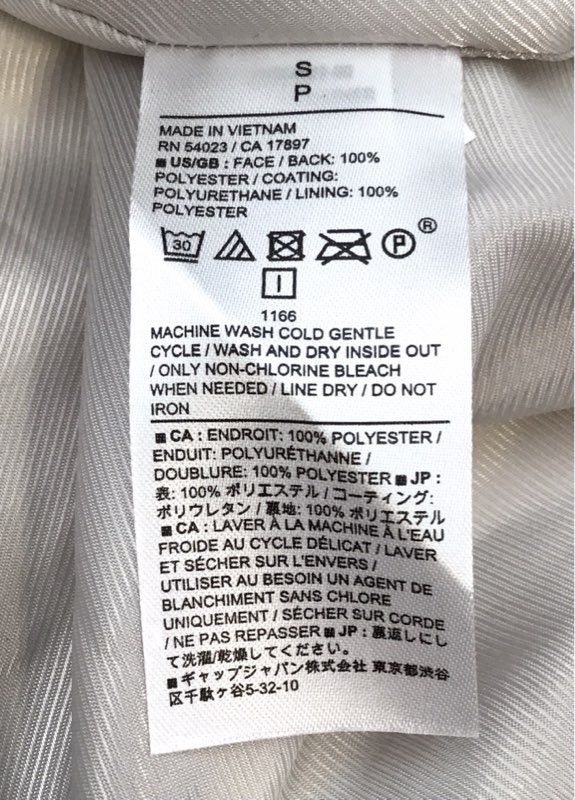 S
P
MADE IN VIETNAM
RN 54023 / CA 17897
■ US/GB : FACE / BACK: 100%
POLYESTER / COATING:
POLYURETHANE / LINING: 100%
POLYESTER
30
P ®
1166
MACHINE WASH COLD GENTLE
CYCLE / WASH AND DRY INSIDE OUT
/ ONLY NON-CHLORINE BLEACH
WHEN NEEDED / LINE DRY / DO NOT
IRON
■ CA : ENDROIT: 100% POLYESTER /
ENDUIT: POLYURÉTHANNE /
DOUBLURE: 100% POLYESTER ■ JP :
表: 100% ポリエステル / コーティング:
ポリウレタン / 裏地: 100% ポリエステル
■ CA : LAVER À LA MACHINE À L'EAU
FROIDE AU CYCLE DÉLICAT / LAVER
ET SÉCHER SUR L'ENVERS /
UTILISER AU BESOIN UN AGENT DE
BLANCHIMENT SANS CHLORE
UNIQUEMENT / SÉCHER SUR CORDE
/ NE PAS REPASSER ■ JP : 裏返しにし
て洗濯/乾燥してください。
■ ギャップジャパン株式会社 東京都渋谷
区千駄ヶ谷5-32-10